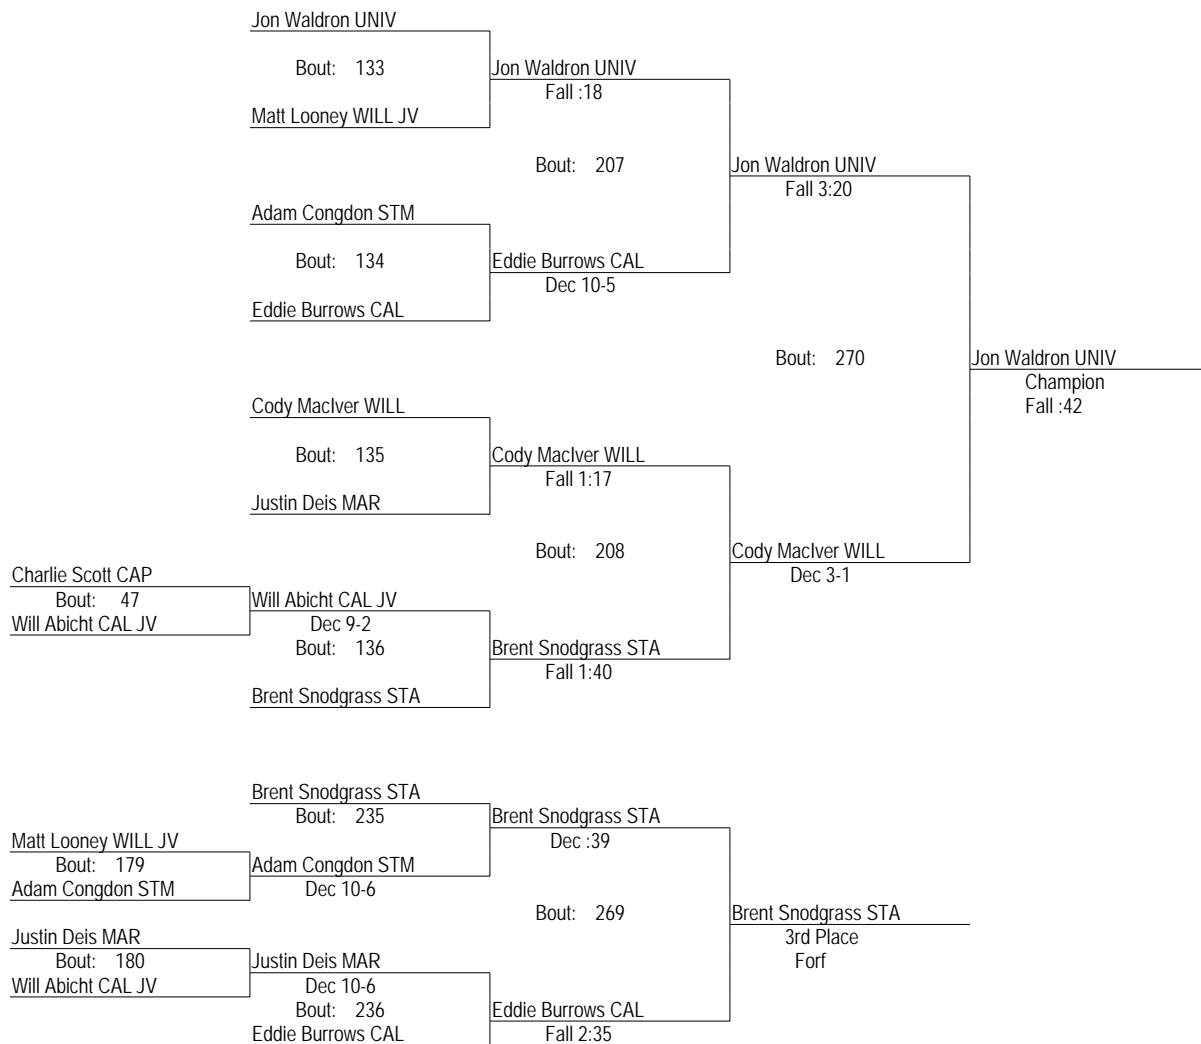 Jon Waldron UNIV
Bout: 133
Jon Waldron UNIV
Fall :18
Matt Looney WILL JV
Bout: 207
Jon Waldron UNIV
Fall 3:20
Adam Congdon STM
Bout: 134
Eddie Burrows CAL
Dec 10-5
Eddie Burrows CAL
Bout: 270
Jon Waldron UNIV
Champion
Fall :42
Cody MacIver WILL
Bout: 135
Cody MacIver WILL
Fall 1:17
Justin Deis MAR
Bout: 208
Cody MacIver WILL
Dec 3-1
Charlie Scott CAP
Bout: 47
Will Abicht CAL JV
Will Abicht CAL JV
Dec 9-2
Bout: 136
Brent Snodgrass STA
Fall 1:40
Brent Snodgrass STA
Brent Snodgrass STA
Bout: 235
Brent Snodgrass STA
Dec :39
Matt Looney WILL JV
Bout: 179
Adam Congdon STM
Adam Congdon STM
Dec 10-6
Bout: 269
Brent Snodgrass STA
3rd Place
Forf
Justin Deis MAR
Bout: 180
Will Abicht CAL JV
Justin Deis MAR
Dec 10-6
Bout: 236
Eddie Burrows CAL
Eddie Burrows CAL
Fall 2:35